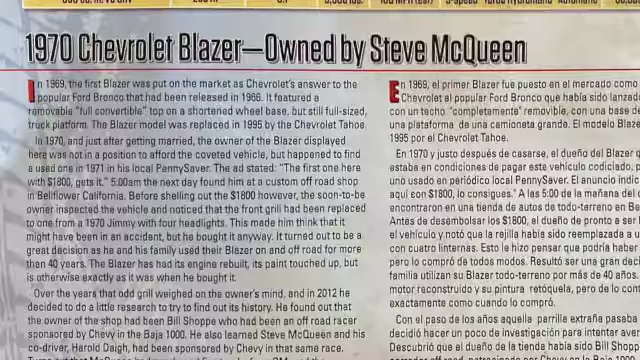 1970 Chevrolet Blazer—Owned by Steve McQueen
In 1969, the first Blazer was put on the market as Chevrolet's answer to the
popular Ford Bronco that had been released in 1966. It featured a
removable "full convertible" top on a shortened wheel base, but still full-sized,
truck platform. The Blazer model was replaced in 1995 by the Chevrolet Tahoe.
In 1970, and just after getting married, the owner of the Blazer displayed
here was not in a position to afford the coveted vehicle, but happened to find
a used one in 1971 in his local PennySaver. The ad stated: "The first one here
with $1800, gets it." 5:00am the next day found him at a custom off road shop
in Bellflower California. Before shelling out the $1800 however, the soon-to-be
owner inspected the vehicle and noticed that the front grill had been replaced
to one from a 1970 Jimmy with four headlights. This made him think that it
might have been in an accident, but he bought it anyway. It turned out to be a
great decision as he and his family used their Blazer on and off road for more
than 40 years. The Blazer has had its engine rebuilt, its paint touched up, but
is otherwise exactly as it was when he bought it.
Over the years that odd grill weighed on the owner's mind, and in 2012 he
decided to do a little research to try to find out its history. He found out that
the owner of the shop had been Bill Shoppe who had been an off road racer
sponsored by Chevy in the Baja 1000. He also learned Steve McQueen and his
co-driver, Harold Daigh, had been sponsored by Chevy in that same race.
En 1969, el primer Blazer fue puesto en el mercado como
Chevrolet al popular Ford Bronco que había sido lanzad
con un techo "completamente" removible, con una base de
una plataforma de una camioneta grande. El modelo Blaze
1995 por el Chevrolet Tahoe.
En 1970 y justo después de casarse, el dueño del Blazer q
estaba en condiciones de pagar este vehículo codiciado, p
uno usado en periódico local PennySaver. El anuncio indic
aquí con $1800, lo consigues." A las 5:00 de la mañana del d
encontraron en una tienda de autos de todo-terreno en Be
Antes de desembolsar los $1800, el dueño de pronto a ser
el vehículo y notó que la rejilla había sido reemplazada a u
con cuatro linternas. Esto le hizo pensar que podría haber
pero lo compró de todos modos. Resultó ser una gran deci
familia utilizan su Blazer todo-terreno por más de 40 años.
motor reconstruido y su pintura retóquela, pero de lo cont
exactamente como cuando lo compró.
Con el paso de los años aquella parrilla extraña pasaba
decidió hacer un poco de investigación para intentar aver
Descubrió que el dueño de la tienda había sido Bill Shopp